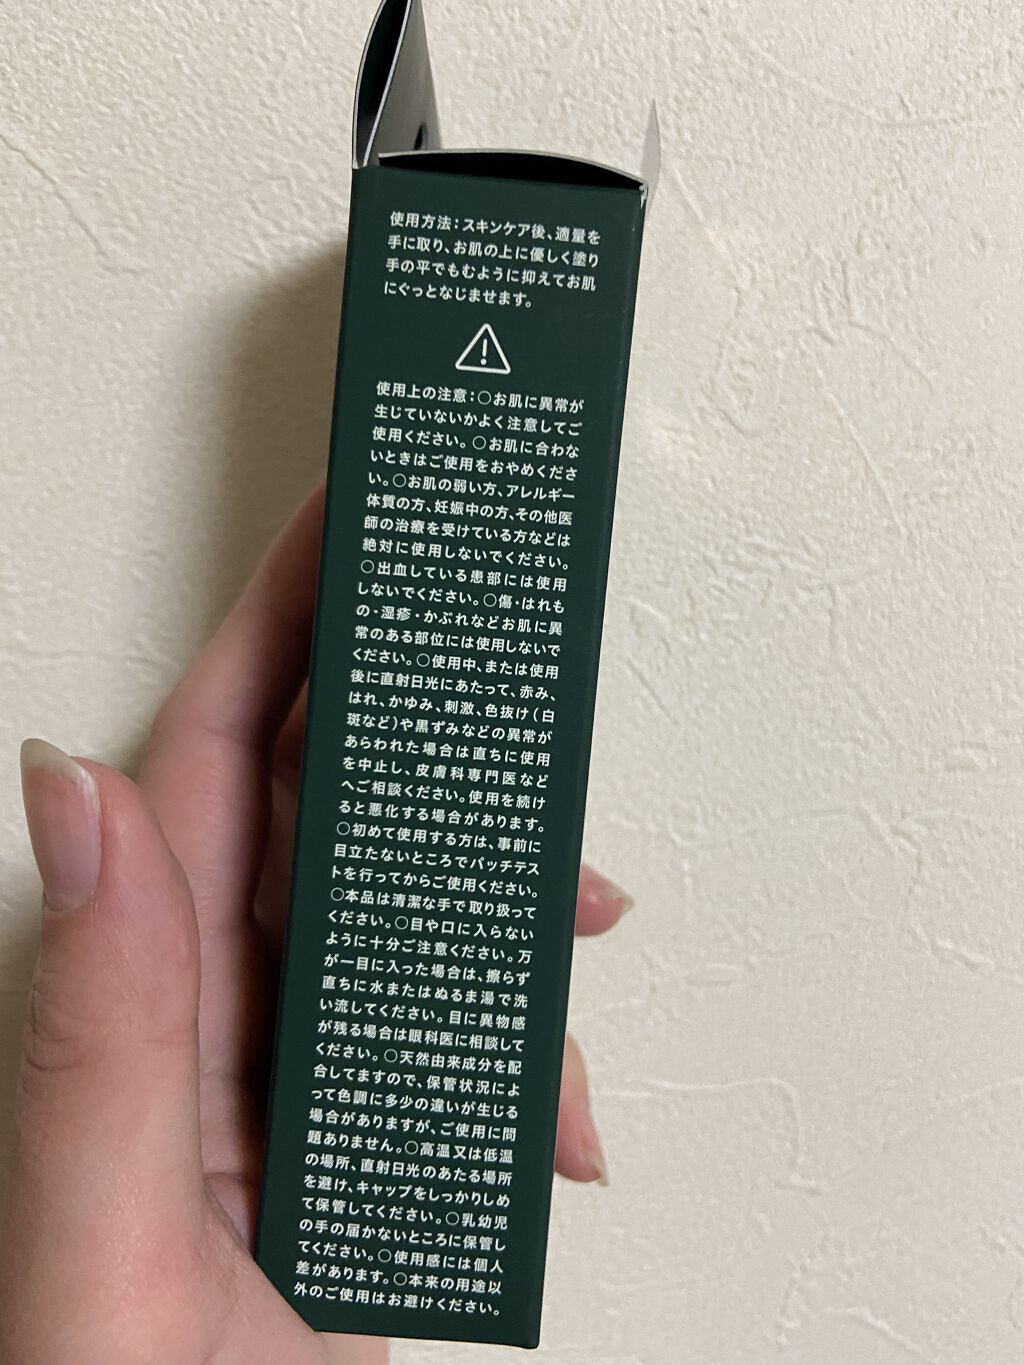 使用方法：スキンケア後、適量を
手に取り、お肌の上に優しく塗り
手の平でもむように抑えてお肌
にぐっとなじませます。
使用上の注意：○お肌に異常が
生じていないかよく注意してご
使用ください。○お肌に合わな
いときはご使用をおやめくださ
い。○お肌の弱い方、アレルギー
体質の方、妊娠中の方、その他医
師の治療を受けている方などは
絶対に使用しないでください。
○出血している患部には使用
しないでください。○傷・はれも
の・湿疹・かぶれなどお肌に異
常のある部位には使用しないで
ください。○使用中、または使用
後に直射日光にあたって、赤み、
はれ、かゆみ、刺激、色抜け（白
斑など）や黒ずみなどの異常が
あらわれた場合は直ちに使用
を中止し、皮膚科専門医など
へご相談ください。使用を続け
ると悪化する場合があります。
○初めて使用する方は、事前に
目立たないところでパッチテス
トを行ってからご使用ください。
○本品は清潔な手で取り扱って
ください。○目や口に入らない
ように十分ご注意ください。万
が一目に入った場合は、擦らず
直ちに水またはぬるま湯で洗
い流してください。目に異物感
が残る場合は眼科医に相談して
ください。○天然由来成分を配
合してますので、保管状況によ
って色調に多少の違いが生じる
場合がありますが、ご使用に問
題ありません。○高温又は低温
の場所、直射日光のあたる場所
を避け、キャップをしっかりしめ
て保管してください。○乳幼児
の手の届かないところに保管し
てください。○使用感には個人
差があります。○本来の用途以
外のご使用はお避けください。